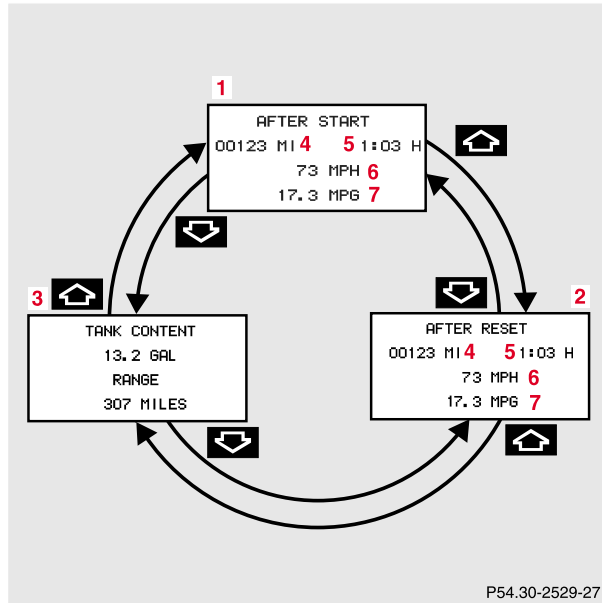 1
AFTER START
00123 MI 4 5 1:03 H
73 MPH 6
17.3 MPG 7
3
TANK CONTENT
13.2 GAL
RANGE
307 MILES
2
AFTER RESET
00123 MI 4 5 1:03 H
73 MPH 6
17.3 MPG 7
P54.30-2529-27